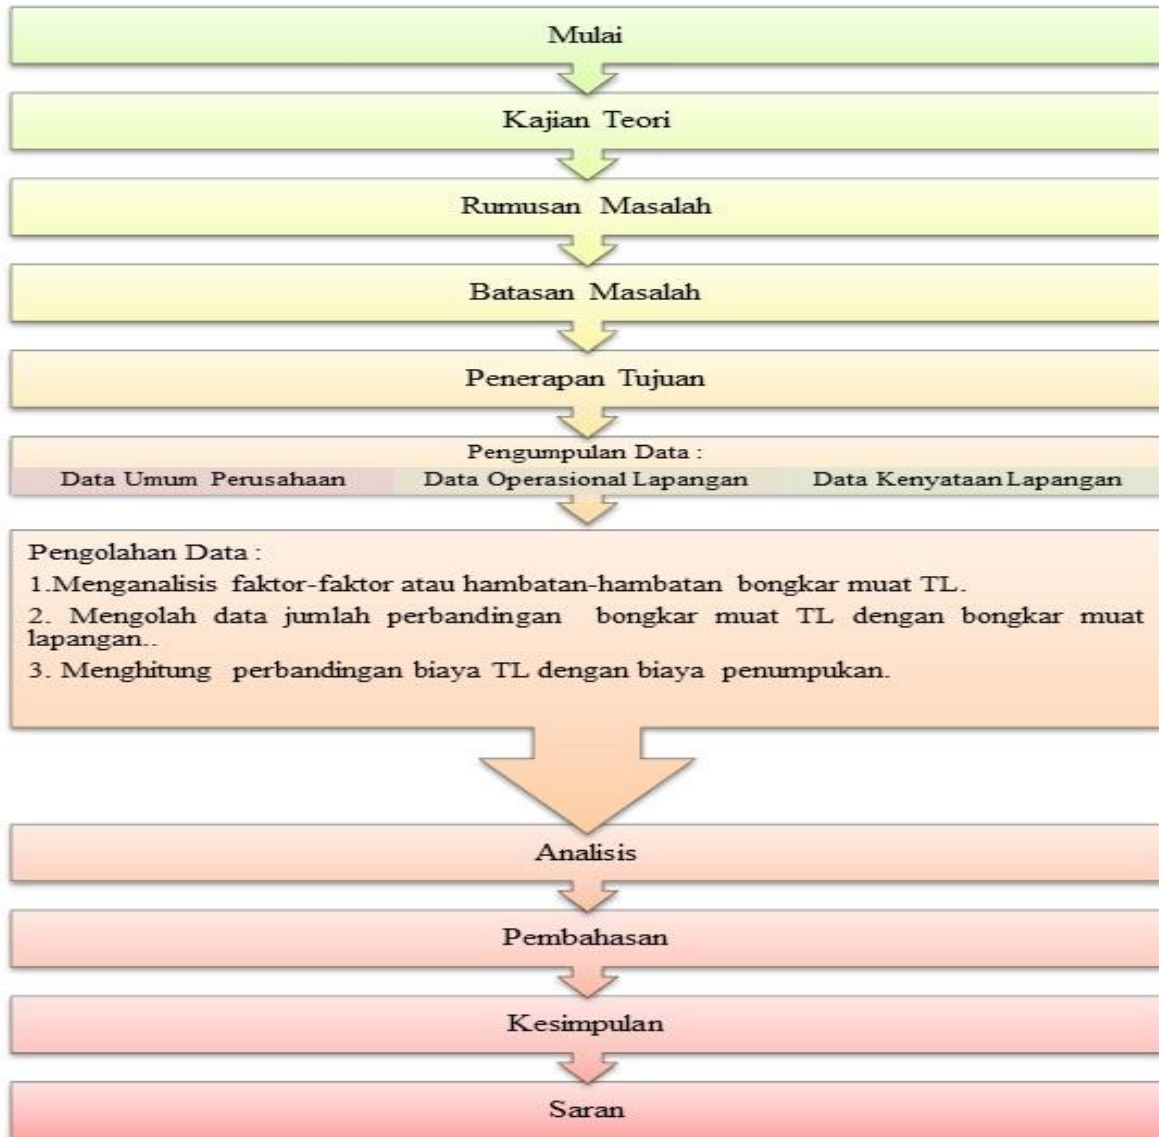 Mulai
Kajian Teori
Rumusan Masalah
Batasan Masalah
Penerapan Tujuan
Pengumpulan Data :
Data Umum Perusahaan Data Operasional Lapangan Data Kenyataan Lapangan
Pengolahan Data :
1.Menganalisis faktor-faktor atau hambatan-hambatan bongkar muat TL.
2. Mengolah data jumlah perbandingan bongkar muat TL dengan bongkar muat
lapangan..
3. Menghitung perbandingan biaya TL dengan biaya penumpukan.
Analisis
Pembahasan
Kesimpulan
Saran